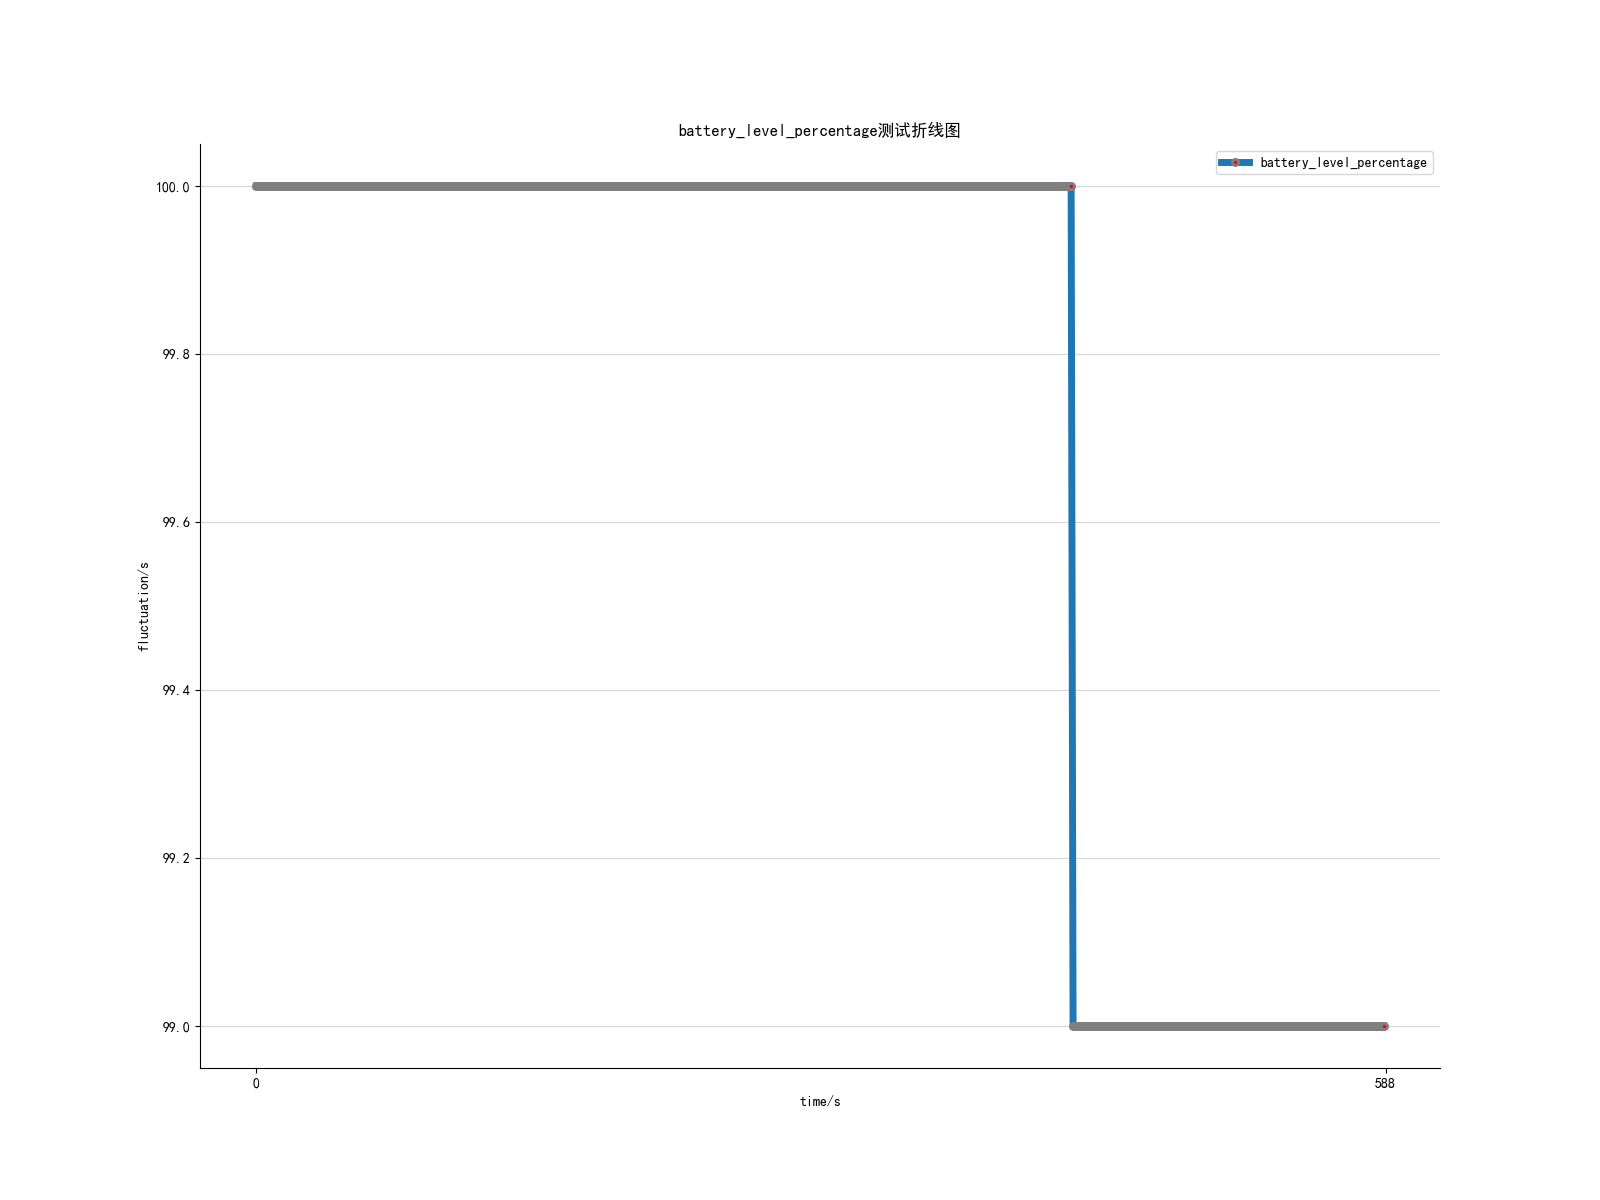 battery_level_percentage测试折线图
battery_level_percentage
100.0
99.8
99.6
99.4
99.2
99.0
fluctuation/s
0
588
time/s